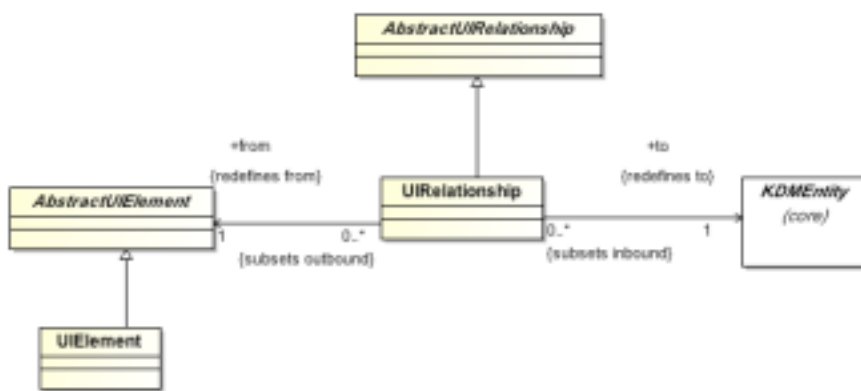 AbstractUIRelationship
+from
{redefines from}
+to
{redefines to}
AbstractUIElement
UIRelationship
KDMEntity
(core)
1
0..*
{subsets outbound}
0..*
1
{subsets inbound}
UIElement